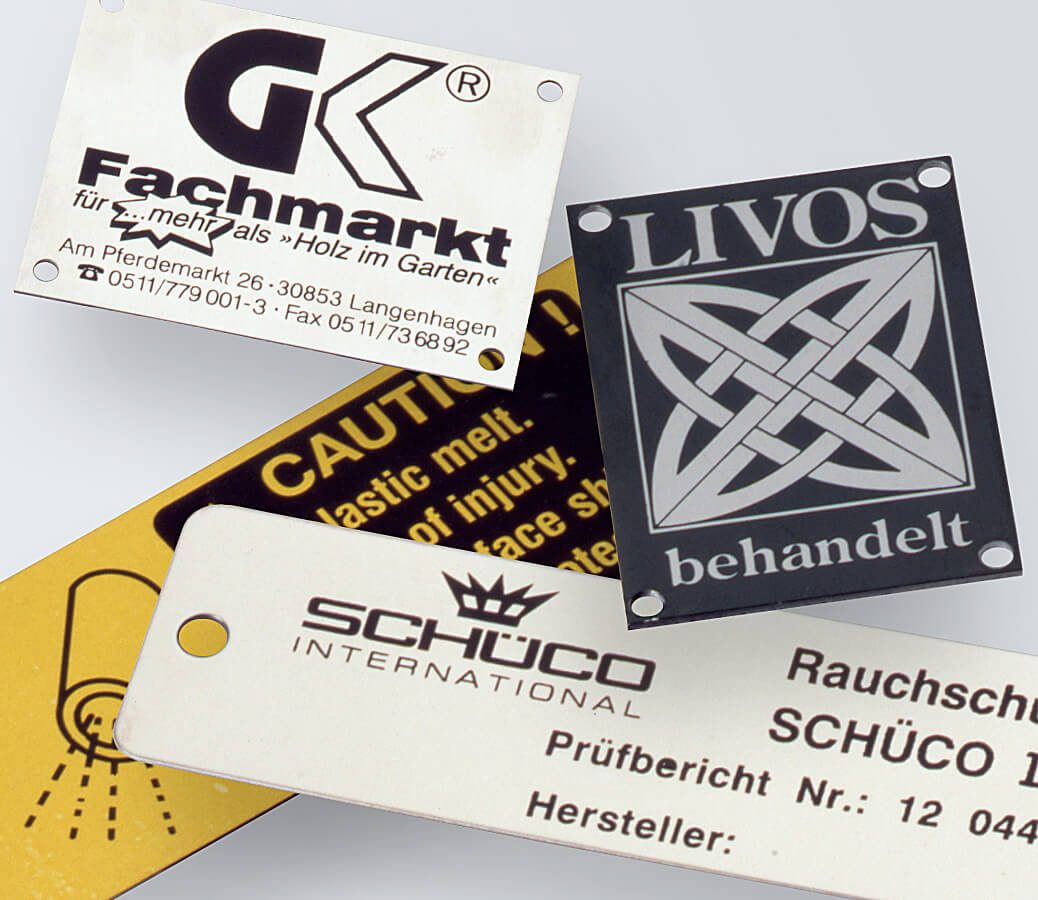 GK®
Fachmarkt
für ...mehr als »Holz im Garten«
Am Pferdemarkt 26 · 30853 Langenhagen
☎ 0511/779 001-3 · Fax 0511/73 68 92
LIVOS
behandelt
CAUTION!
lastic melt.
of injury.
face sh
ote
SCHÜCO
INTERNATIONAL
Rauchschu
SCHÜCO I
Prüfbericht Nr.: 12 044
Hersteller: